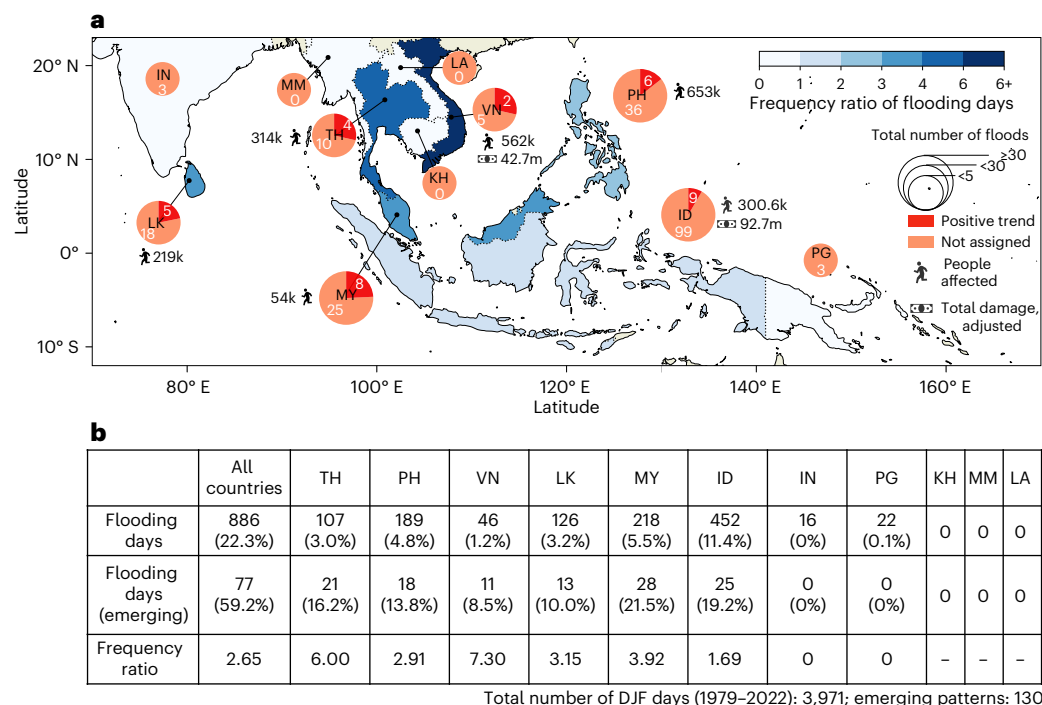 a
20° N
10° N
0°
10° S
Latitude
80° E
100° E
120° E
140° E
160° E
Latitude
IN
3
MM
0
LA
0
TH
4
10
314k
VN
2
5
562k
42.7m
KH
0
PH
6
36
653k
LK
5
18
219k
MY
8
25
54k
ID
9
99
300.6k
92.7m
PG
3
0 1 2 3 4 6 6+
Frequency ratio of flooding days
Total number of floods
≥30
<30
<5
Positive trend
Not assigned
People
affected
Total damage,
adjusted
b
All
countries
TH
PH
VN
LK
MY
ID
IN
PG
KH
MM
LA
Flooding
days
886
(22.3%)
107
(3.0%)
189
(4.8%)
46
(1.2%)
126
(3.2%)
218
(5.5%)
452
(11.4%)
16
(0%)
22
(0.1%)
0
0
0
Flooding
days
(emerging)
77
(59.2%)
21
(16.2%)
18
(13.8%)
11
(8.5%)
13
(10.0%)
28
(21.5%)
25
(19.2%)
0
(0%)
0
(0%)
0
0
0
Frequency
ratio
2.65
6.00
2.91
7.30
3.15
3.92
1.69
0
0
–
–
–
Total number of DJF days (1979–2022): 3,971; emerging patterns: 130